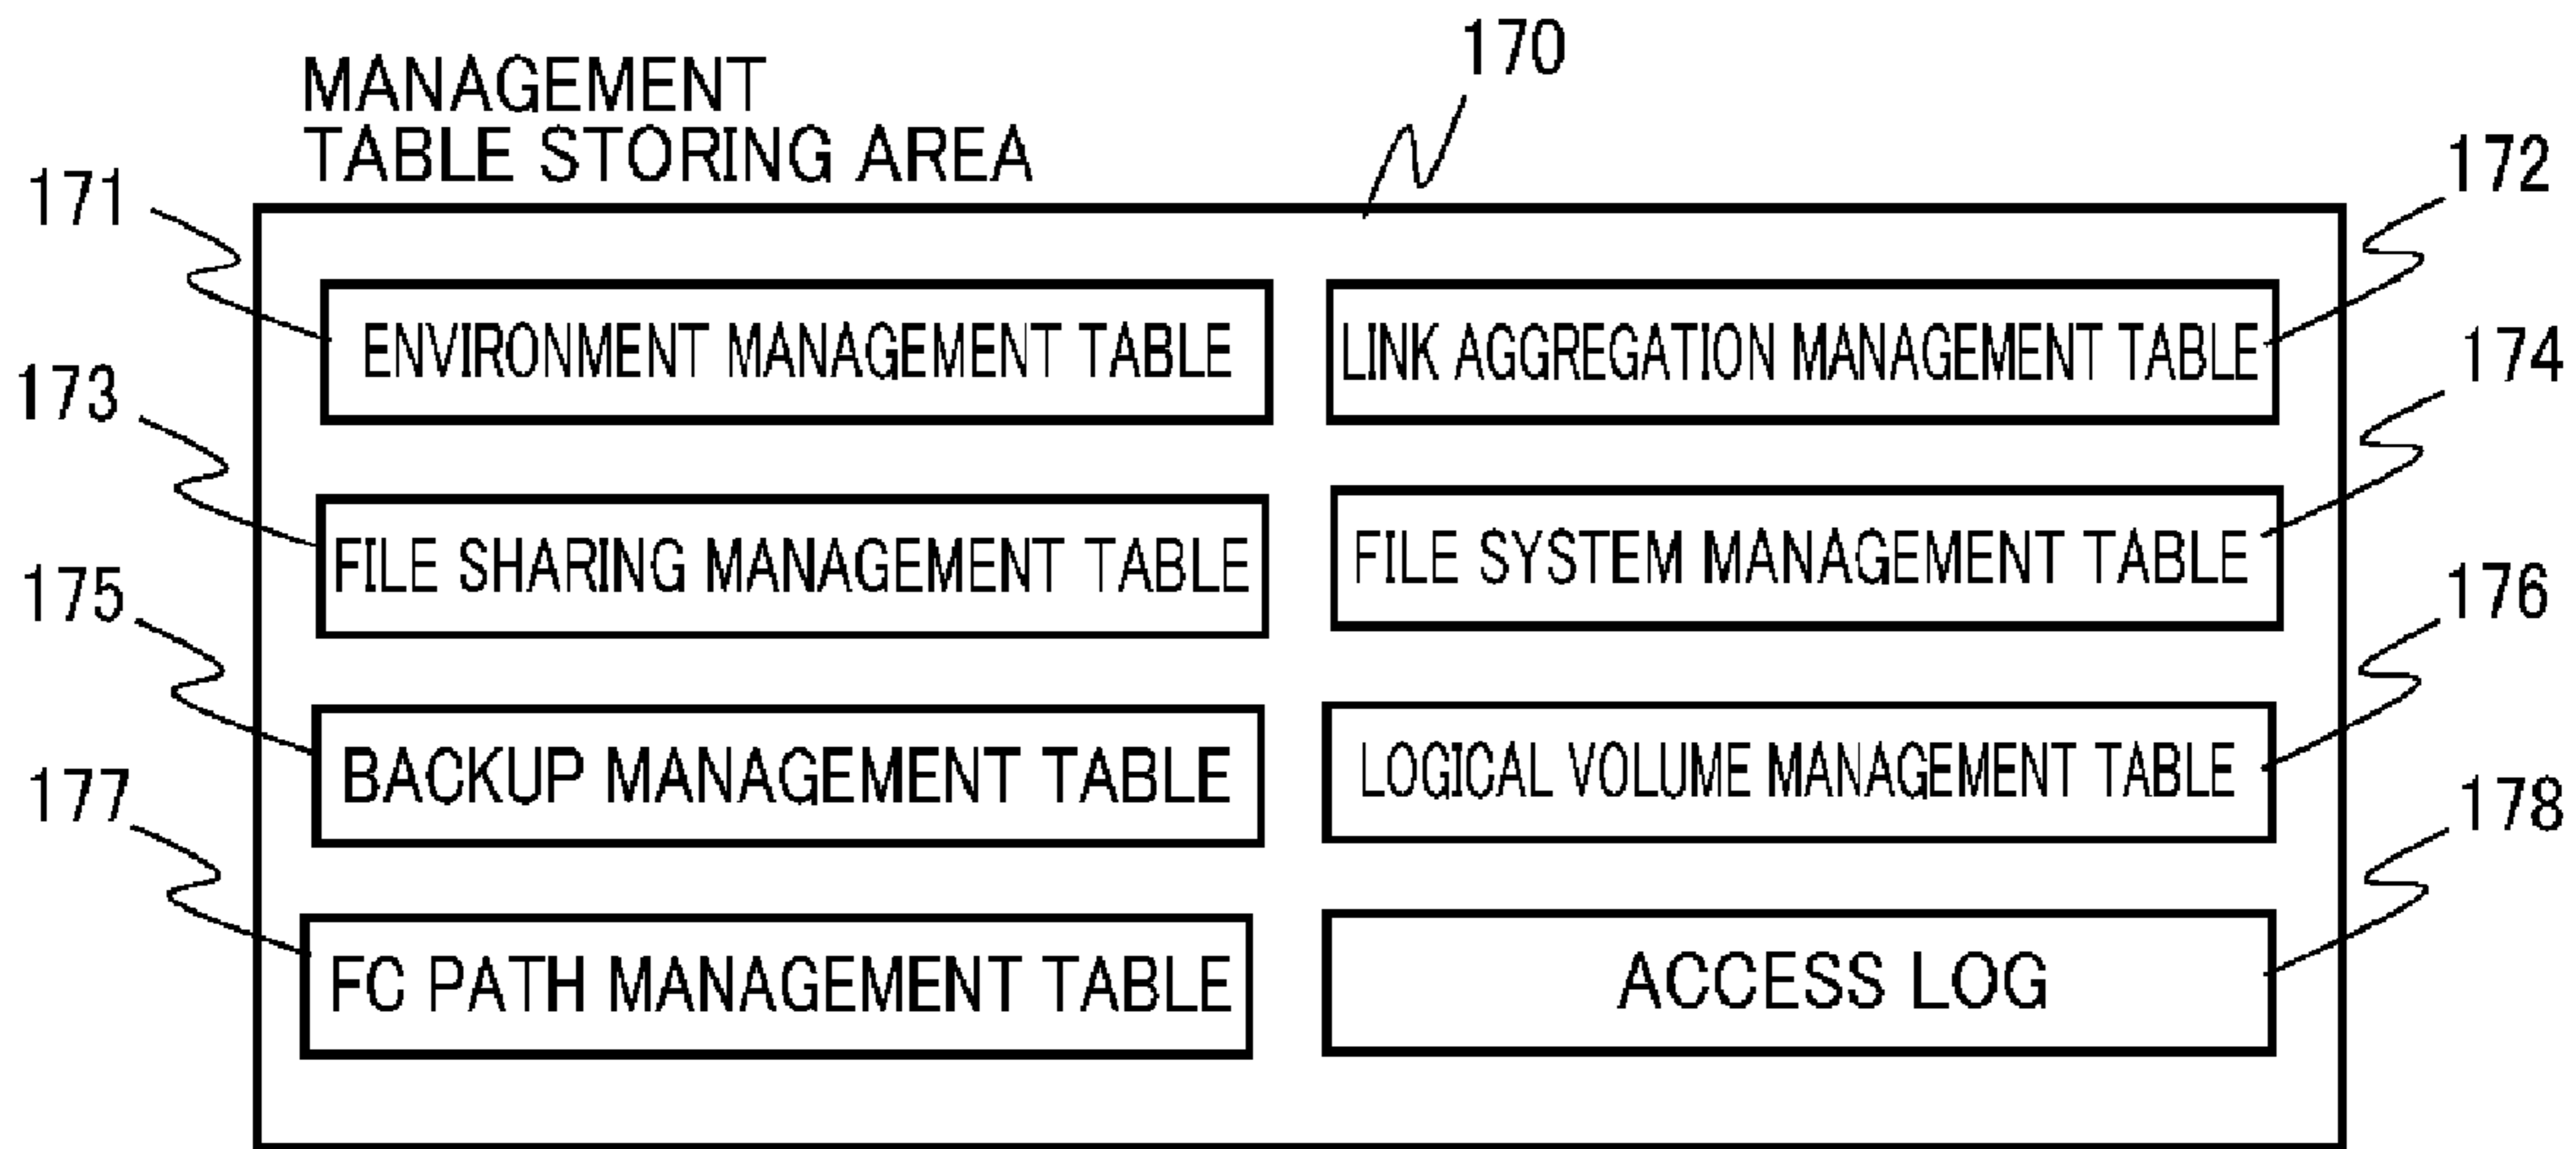 170
MANAGEMENT
TABLE STORING AREA
171
172
ENVIRONMENT MANAGEMENT TABLE
LINK AGGREGATION MANAGEMENT TABLE
173
174
FILE SHARING MANAGEMENT TABLE
FILE SYSTEM MANAGEMENT TABLE
175
176
BACKUP MANAGEMENT TABLE
LOGICAL VOLUME MANAGEMENT TABLE
177
178
FC PATH MANAGEMENT TABLE
ACCESS LOG